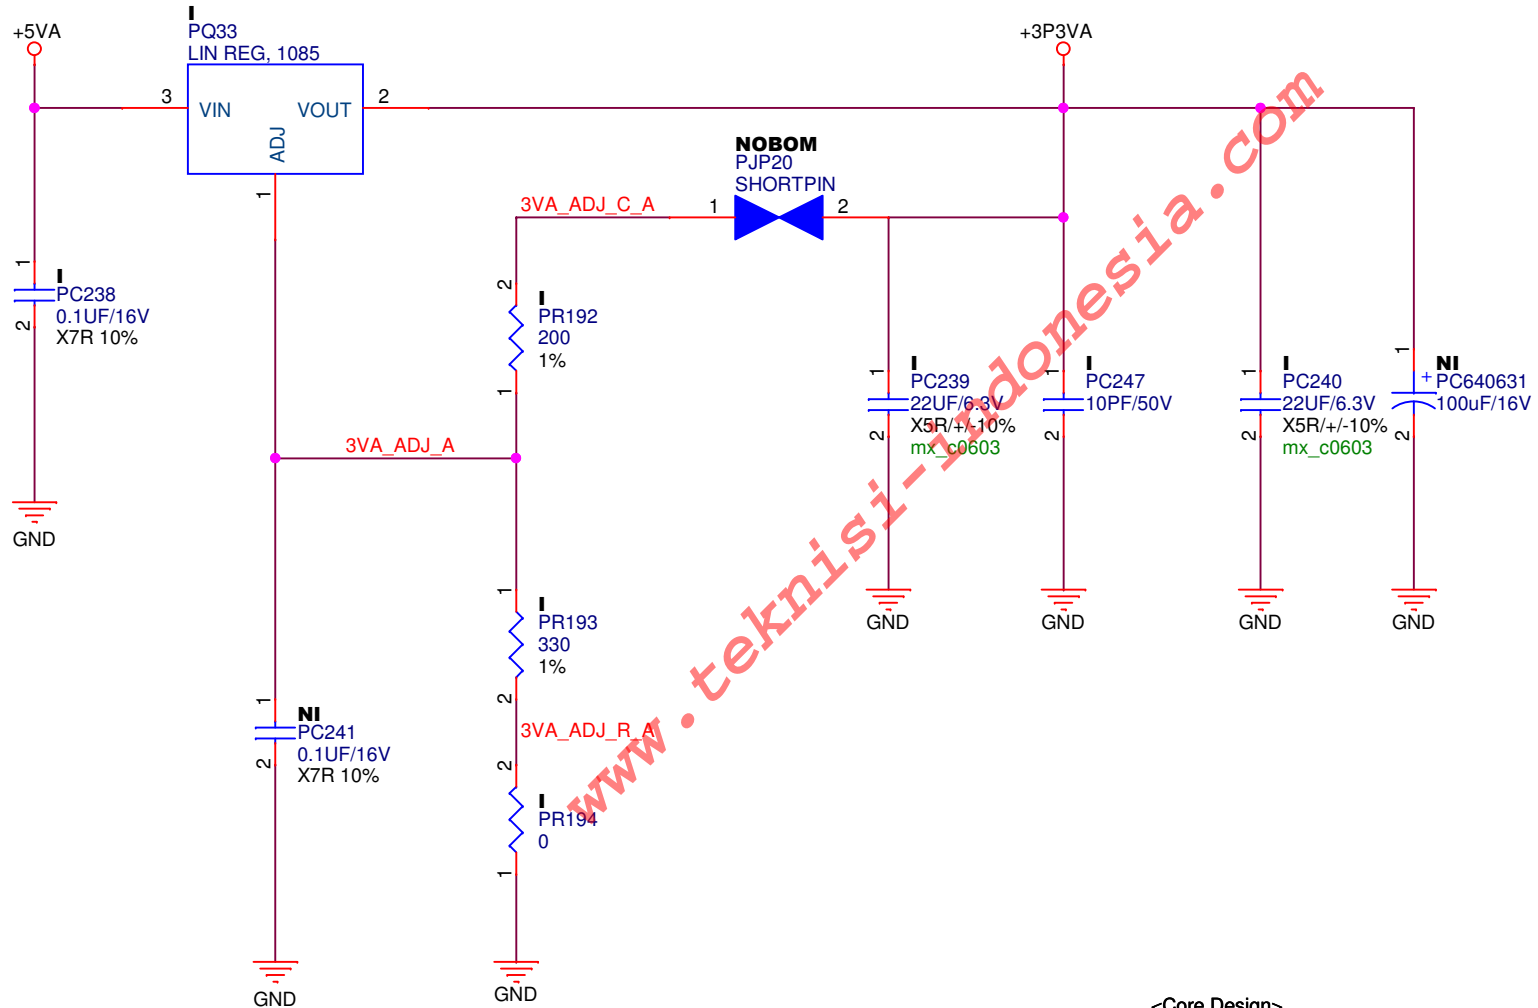 +5VA
I
PQ33
LIN REG, 1085
3
VIN
VOUT
2
ADJ
1
+3P3VA
NOBOM
PJP20
SHORTPIN
3VA_ADJ_C_A
1
2
1
I
PC238
0.1UF/16V
X7R 10%
2
GND
2
I
PR192
200
1%
1
3VA_ADJ_A
1
I
PC239
22UF/6.3V
X5R/+/-10%
mx_c0603
2
GND
1
I
PC247
10PF/50V
2
GND
1
I
PC240
22UF/6.3V
X5R/+/-10%
mx_c0603
2
GND
1
NI
+
PC640631
100uF/16V
2
GND
1
I
PR193
330
1%
2
3VA_ADJ_R_A
1
NI
PC241
0.1UF/16V
X7R 10%
2
GND
2
I
PR194
0
1
GND
www.teknisi-indonesia.com
<Core Design>